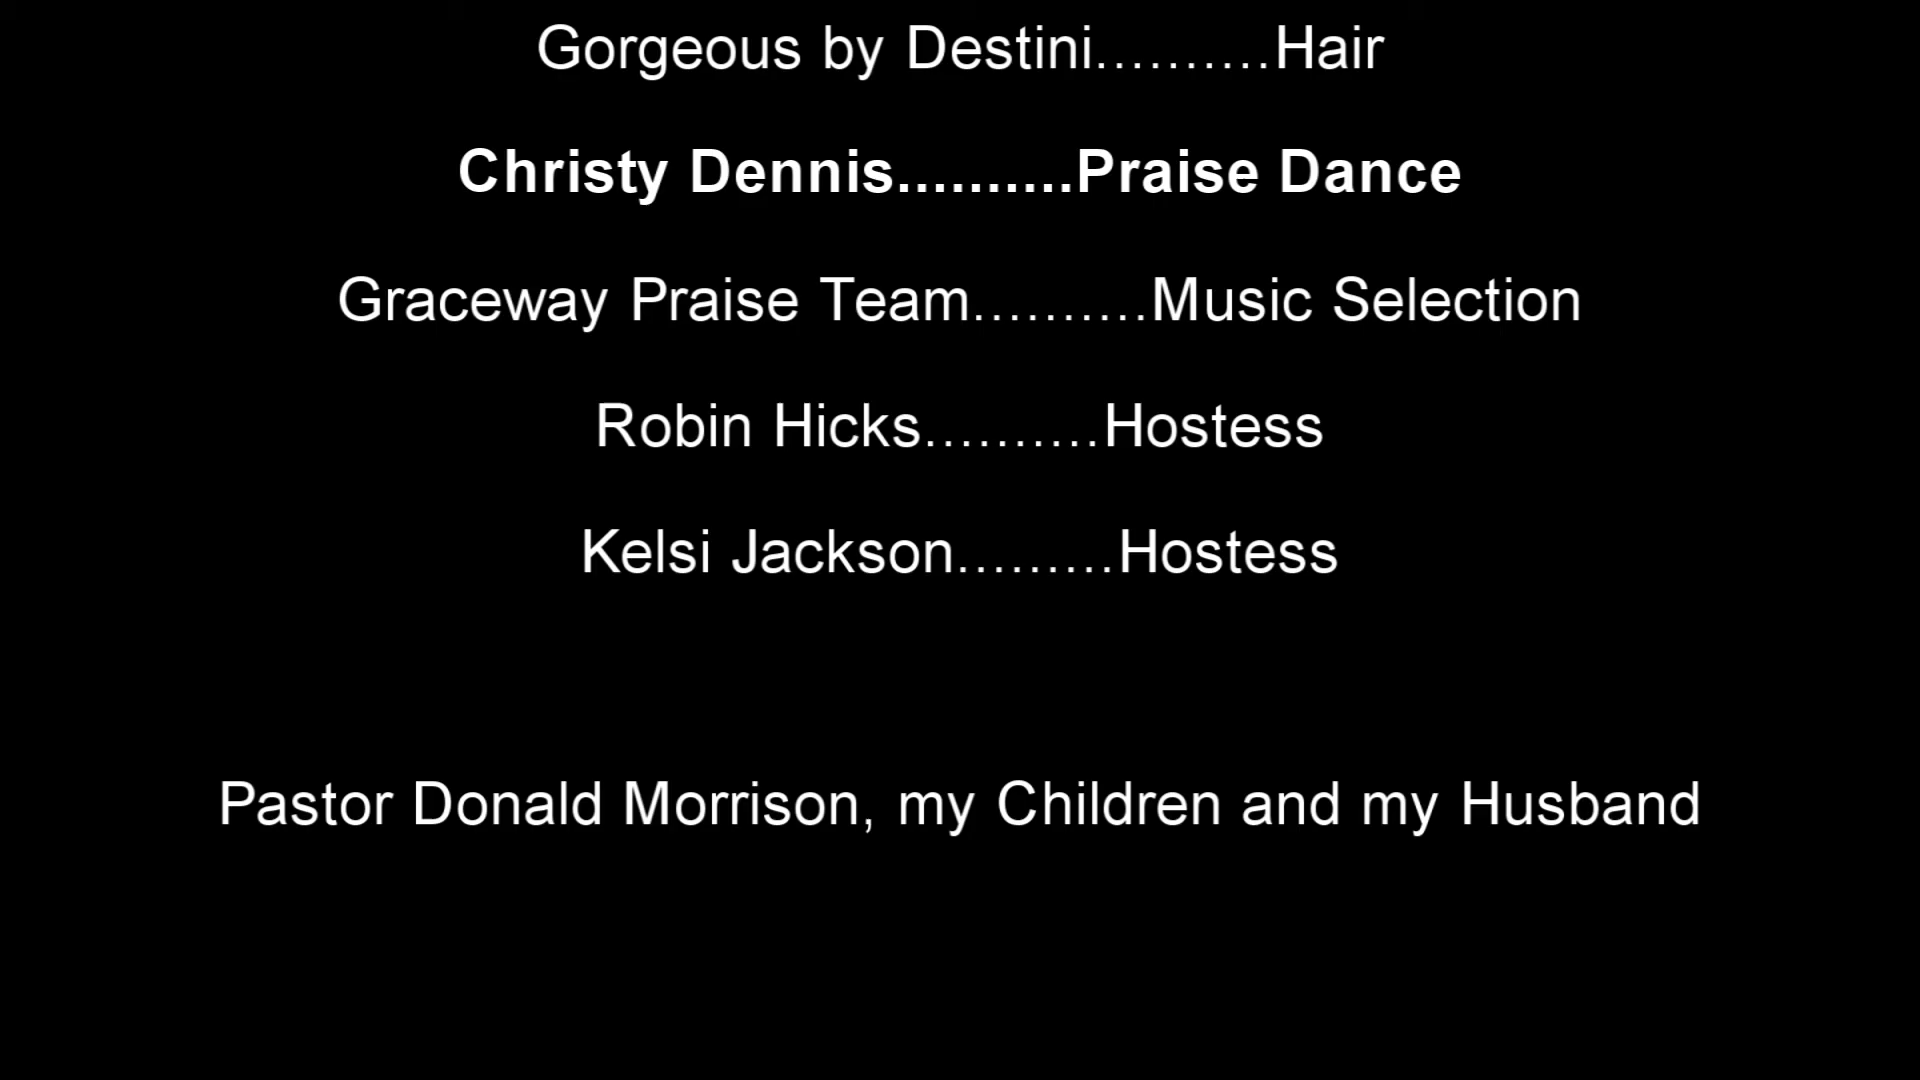 Gorgeous by Destini..........Hair
Christy Dennis..........Praise Dance
Graceway Praise Team..........Music Selection
Robin Hicks..........Hostess
Kelsi Jackson.........Hostess
Pastor Donald Morrison, my Children and my Husband